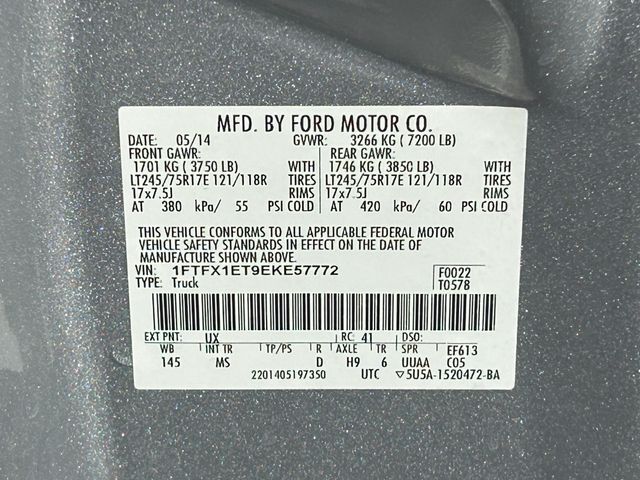 MFD. BY FORD MOTOR CO.
DATE: 05/14 GVWR: 3266 KG ( 7200 LB)
FRONT GAWR: REAR GAWR:
1701 KG ( 3750 LB) WITH 1746 KG ( 3850 LB) WITH
LT245/75R17E 121/118R TIRES LT245/75R17E 121/118R TIRES
17x7.5J RIMS 17x7.5J RIMS
AT 380 kPa/ 55 PSI COLD AT 420 kPa/ 60 PSI COLD
THIS VEHICLE CONFORMS TO ALL APPLICABLE FEDERAL MOTOR
VEHICLE SAFETY STANDARDS IN EFFECT ON THE DATE OF
MANUFACTURE SHOWN ABOVE.
VIN: 1FTFX1ET9EKE57772 F0022
TYPE: Truck T0578
EXT PNT: UX RC: 41
WB INT TR TP/PS R AXLE TR SPR EF613
145 MS D H9 6 UUAA C05
2201405197350 UTC ▽5U5A-1520472-BA